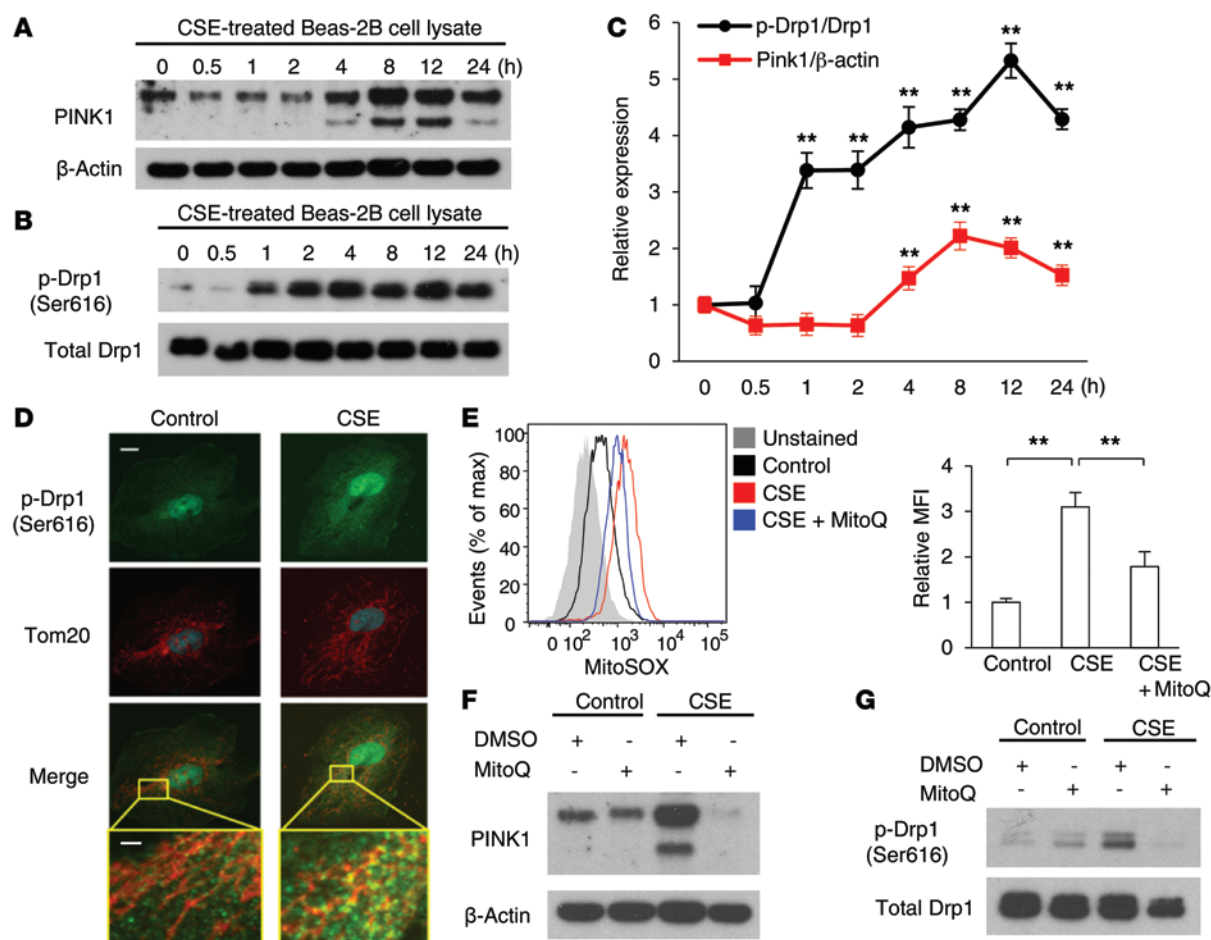 A
CSE-treated Beas-2B cell lysate
0 0.5 1 2 4 8 12 24 (h)
PINK1
β-Actin
B
CSE-treated Beas-2B cell lysate
0 0.5 1 2 4 8 12 24 (h)
p-Drp1
(Ser616)
Total Drp1
C
p-Drp1/Drp1
Pink1/β-actin
Relative expression
6
5
4
3
2
1
0
** ** ** ** ** **
** ** ** **
0 0.5 1 2 4 8 12 24 (h)
D
Control CSE
p-Drp1
(Ser616)
Tom20
Merge
E
Events (% of max)
100
80
60
40
20
0
0 10² 10³ 10⁴ 10⁵
MitoSOX
Unstained
Control
CSE
CSE + MitoQ
Relative MFI
4
3
2
1
0
** **
Control CSE CSE
+ MitoQ
F
Control CSE
DMSO + - + -
MitoQ - + - +
PINK1
β-Actin
G
Control CSE
DMSO + - + -
MitoQ - + - +
p-Drp1
(Ser616)
Total Drp1